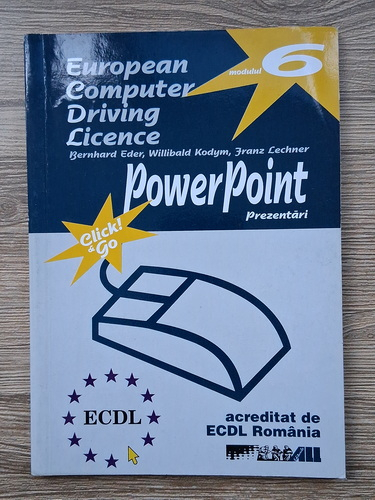 European
Computer
Driving
Licence
modulul 6
Bernhard Eder, Willibald Kodym, Franz Lechner
PowerPoint
Prezentări
Click!
& Go
ECDL
acreditat de
ECDL România
ALL